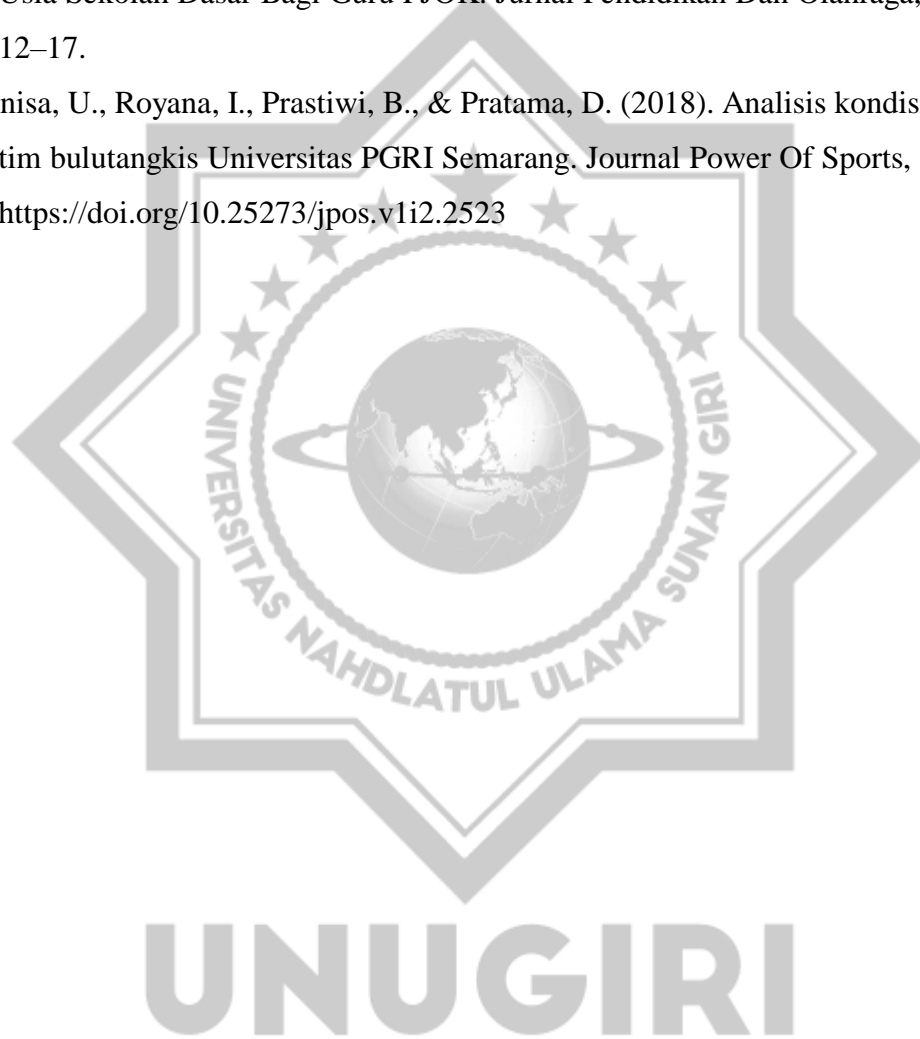 Usia Sekolah Dasar Bagi Guru PJOK. Jurnal Pendidikan Dan Olahraga,
12–17.
nisa, U., Royana, I., Prastiwi, B., & Pratama, D. (2018). Analisis kondis
tim bulutangkis Universitas PGRI Semarang. Journal Power Of Sports,
https://doi.org/10.25273/jpos.v1i2.2523
UNIVERSITAS NAHDLATUL ULAMA SUNAN GIRI
UNUGIRI